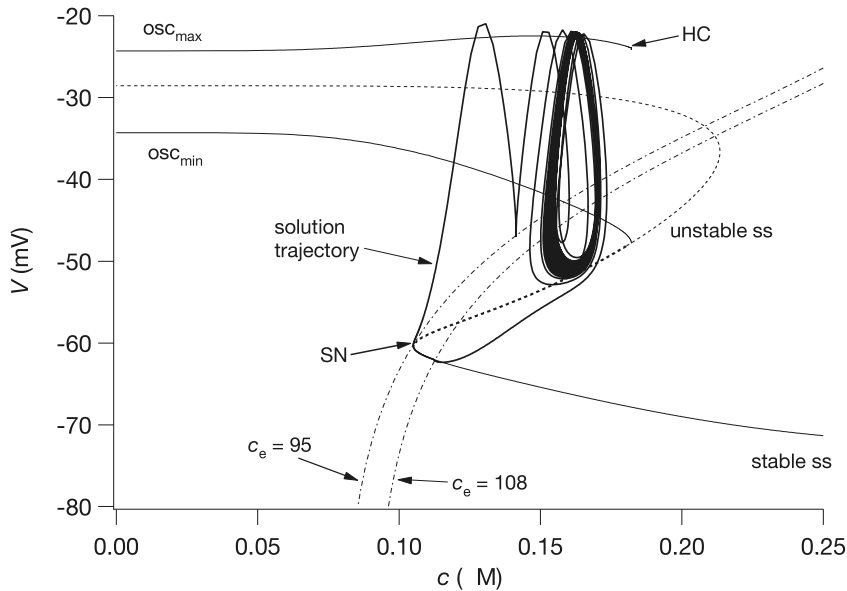 -20
osc_max
HC
-30
osc_min
-40
solution
trajectory
unstable ss
V (mV)
-50
SN
-60
-70
c_e = 95
stable ss
c_e = 108
-80
0.00 0.05 0.10 0.15 0.20 0.25
c ( M)